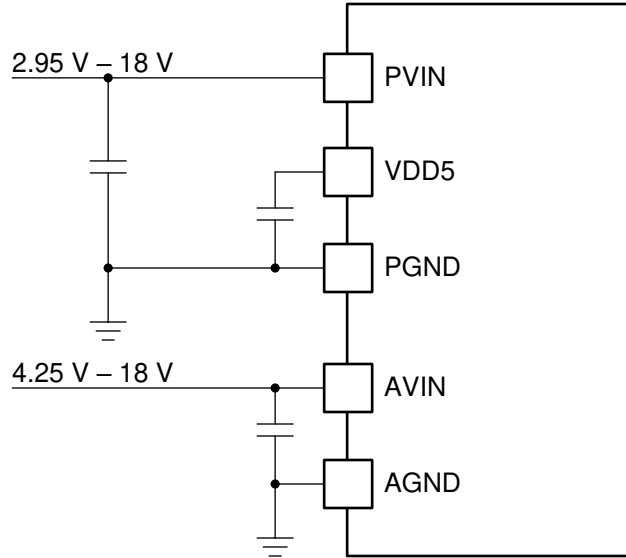 2.95 V – 18 V
PVIN
VDD5
PGND
4.25 V – 18 V
AVIN
AGND